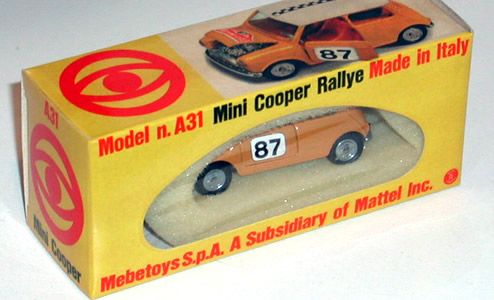 87
Model n. A31 Mini Cooper Rallye Made in Italy
87
Mebetoys S.p.A. A Subsidiary of Mattel Inc.
A31
Mini Cooper